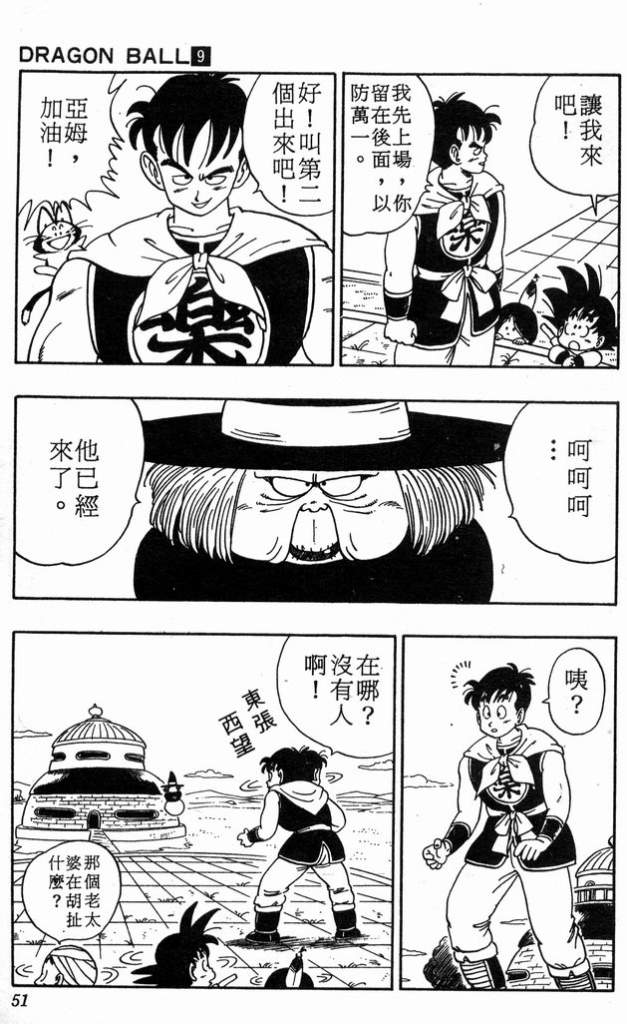 DRAGON BALL 9
讓我來
吧！
我先上場，你
留在後面，以
防萬一。
好！叫第二
個出來吧！
亞姆，
加油！
樂
樂
呵呵呵
…
他已經
來了。
咦？
樂
在哪？
沒有人
啊！
東張
西望
那個老太
婆在胡扯
什麼？
51